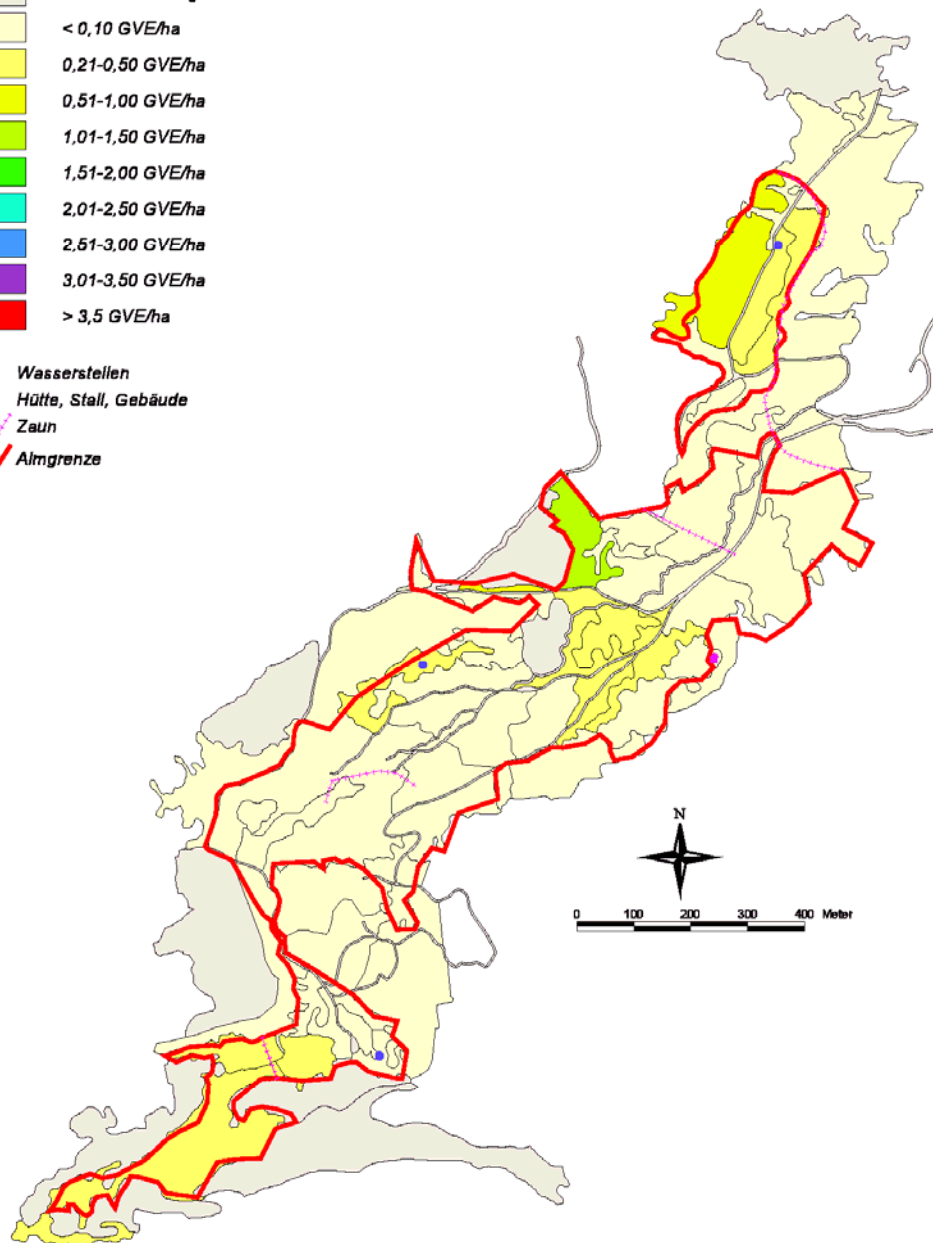 < 0,10 GVE/ha
0,21-0,50 GVE/ha
0,51-1,00 GVE/ha
1,01-1,50 GVE/ha
1,51-2,00 GVE/ha
2,01-2,50 GVE/ha
2,51-3,00 GVE/ha
3,01-3,50 GVE/ha
> 3,5 GVE/ha
Wasserstellen
Hütte, Stall, Gebäude
Zaun
Almgrenze
N
0 100 200 300 400 Meter